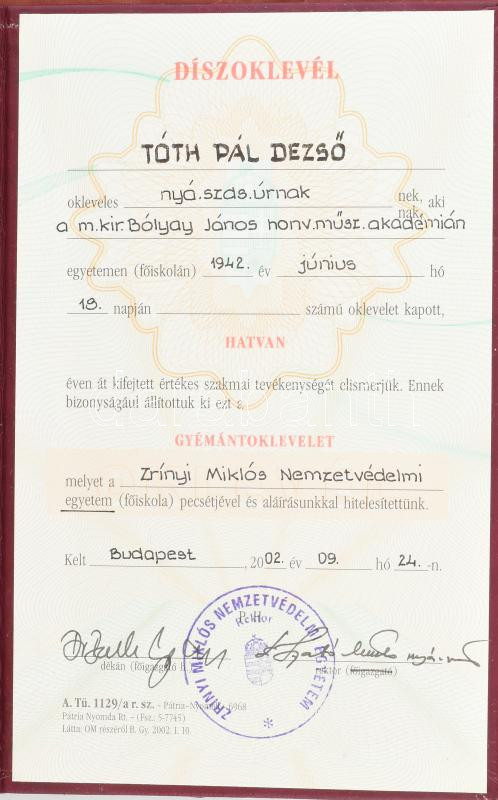 DÍSZOKLEVÉL
TÓTH PÁL DEZSŐ
okleveles nyá.szds.úrnak nek, aki
nak,
a m.kir.Bólyay János honv.műsz.akadémián
egyetemen (főiskolán) 1942. év június hó
18. napján számú oklevelet kapott,
HATVAN
éven át kifejtett értékes szakmai tevékenységét elismerjük. Ennek
bizonyságául állítottuk ki ezt a
GYÉMÁNTOKLEVELET
melyet a Zrínyi Miklós Nemzetvédelmi
egyetem (főiskola) pecsétjével és aláírásunkkal hitelesítettünk.
Kelt Budapest, 2002. év 09. hó 24.-n.
ZRÍNYI MIKLÓS NEMZETVÉDELMI EGYETEM
P. H.
Rektor
dékán (főigazgató h.) rektor (főigazgató)
A. Tü. 1129/a r. sz. - Pátria-Nyomda - 6968
Pátria Nyomda Rt. - (Fsz.: 5-7745)
Látta: OM részéről B. Gy. 2002. I. 10.